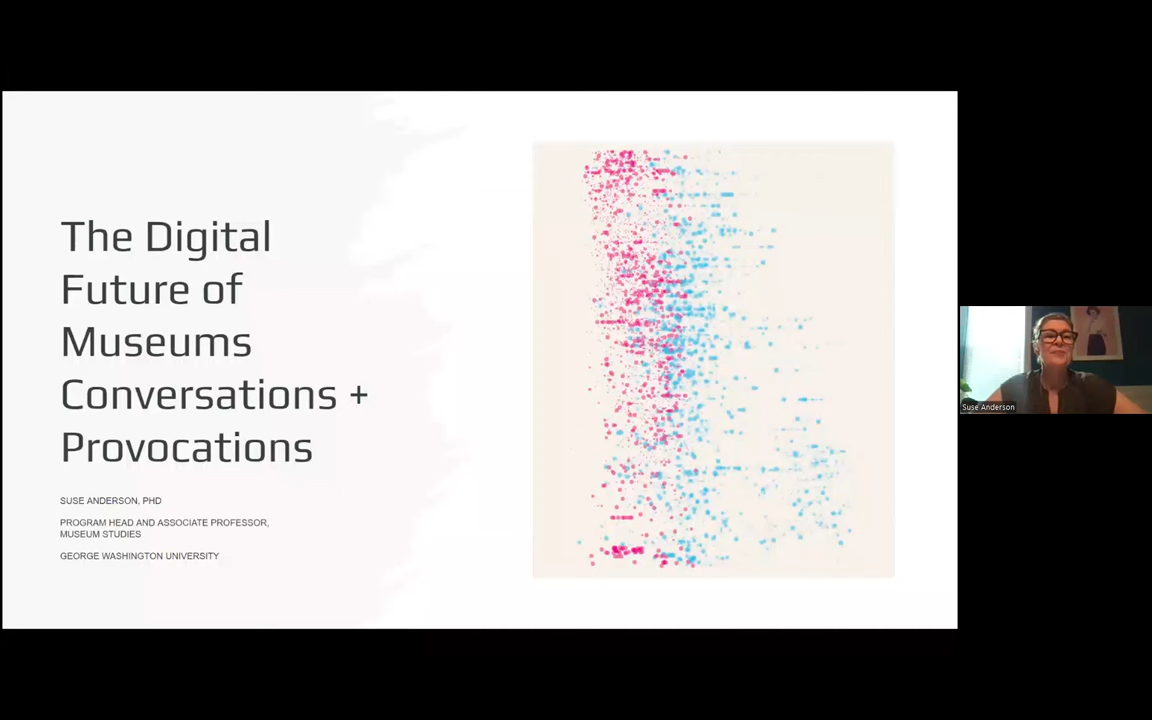 The Digital
Future of
Museums
Conversations +
Provocations
SUSE ANDERSON, PHD
PROGRAM HEAD AND ASSOCIATE PROFESSOR,
MUSEUM STUDIES
GEORGE WASHINGTON UNIVERSITY
Suse Anderson